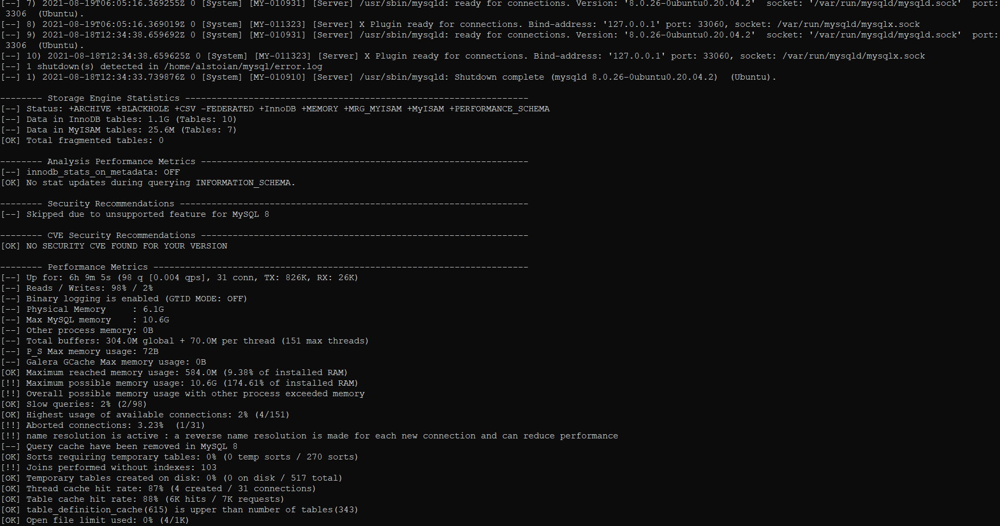 [--] 7) 2021-08-19T06:05:16.369255Z 0 [System] [MY-010931] [Server] /usr/sbin/mysqld: ready for connections. Version: '8.0.26-0ubuntu0.20.04.2'  socket: '/var/run/mysqld/mysqld.sock'  port:
 3306  (Ubuntu).
[--] 8) 2021-08-19T06:05:16.369019Z 0 [System] [MY-011323] [Server] X Plugin ready for connections. Bind-address: '127.0.0.1' port: 33060, socket: /var/run/mysqld/mysqlx.sock
[--] 9) 2021-08-18T12:34:38.659692Z 0 [System] [MY-010931] [Server] /usr/sbin/mysqld: ready for connections. Version: '8.0.26-0ubuntu0.20.04.2'  socket: '/var/run/mysqld/mysqld.sock'  port:
 3306  (Ubuntu).
[--] 10) 2021-08-18T12:34:38.659625Z 0 [System] [MY-011323] [Server] X Plugin ready for connections. Bind-address: '127.0.0.1' port: 33060, socket: /var/run/mysqld/mysqlx.sock
[--] 1 shutdown(s) detected in /home/alstoian/mysql/error.log
[--] 1) 2021-08-18T12:34:33.739876Z 0 [System] [MY-010910] [Server] /usr/sbin/mysqld: Shutdown complete (mysqld 8.0.26-0ubuntu0.20.04.2)  (Ubuntu).
-------- Storage Engine Statistics -----------------------------------------------------------------
[--] Status: +ARCHIVE +BLACKHOLE +CSV -FEDERATED +InnoDB +MEMORY +MRG_MYISAM +MyISAM +PERFORMANCE_SCHEMA
[--] Data in InnoDB tables: 1.1G (Tables: 10)
[--] Data in MyISAM tables: 25.6M (Tables: 7)
[OK] Total fragmented tables: 0
-------- Analysis Performance Metrics --------------------------------------------------------------
[--] innodb_stats_on_metadata: OFF
[OK] No stat updates during querying INFORMATION_SCHEMA.
-------- Security Recommendations ------------------------------------------------------------------
[--] Skipped due to unsupported feature for MySQL 8
-------- CVE Security Recommendations --------------------------------------------------------------
[OK] NO SECURITY CVE FOUND FOR YOUR VERSION
-------- Performance Metrics -----------------------------------------------------------------------
[--] Up for: 6h 9m 5s (98 q [0.004 qps], 31 conn, TX: 826K, RX: 26K)
[--] Reads / Writes: 98% / 2%
[--] Binary logging is enabled (GTID MODE: OFF)
[--] Physical Memory     : 6.1G
[--] Max MySQL memory    : 10.6G
[--] Other process memory: 0B
[--] Total buffers: 304.0M global + 70.0M per thread (151 max threads)
[--] P_S Max memory usage: 72B
[--] Galera GCache Max memory usage: 0B
[OK] Maximum reached memory usage: 584.0M (9.38% of installed RAM)
[!!] Maximum possible memory usage: 10.6G (174.61% of installed RAM)
[!!] Overall possible memory usage with other process exceeded memory
[OK] Slow queries: 2% (2/98)
[OK] Highest usage of available connections: 2% (4/151)
[!!] Aborted connections: 3.23%  (1/31)
[!!] name resolution is active : a reverse name resolution is made for each new connection and can reduce performance
[--] Query cache have been removed in MySQL 8
[OK] Sorts requiring temporary tables: 0% (0 temp sorts / 270 sorts)
[!!] Joins performed without indexes: 103
[OK] Temporary tables created on disk: 0% (0 on disk / 517 total)
[OK] Thread cache hit rate: 87% (4 created / 31 connections)
[OK] Table cache hit rate: 88% (6K hits / 7K requests)
[OK] table_definition_cache(615) is upper than number of tables(343)
[OK] Open file limit used: 0% (4/1K)